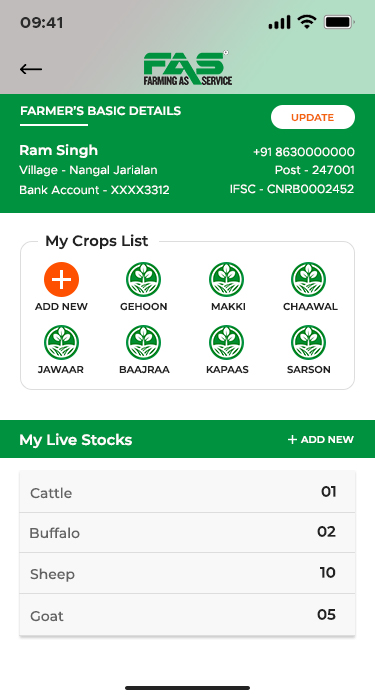 09:41
FAS
FARMING AS SERVICE
FARMER'S BASIC DETAILS
UPDATE
Ram Singh
+91 8630000000
Village - Nangal Jarialan
Post - 247001
Bank Account - XXXX3312
IFSC - CNRB0002452
My Crops List
ADD NEW
GEHOON
MAKKI
CHAAWAL
JAWAAR
BAAJRAA
KAPAAS
SARSON
My Live Stocks
+ ADD NEW
Cattle 01
Buffalo 02
Sheep 10
Goat 05